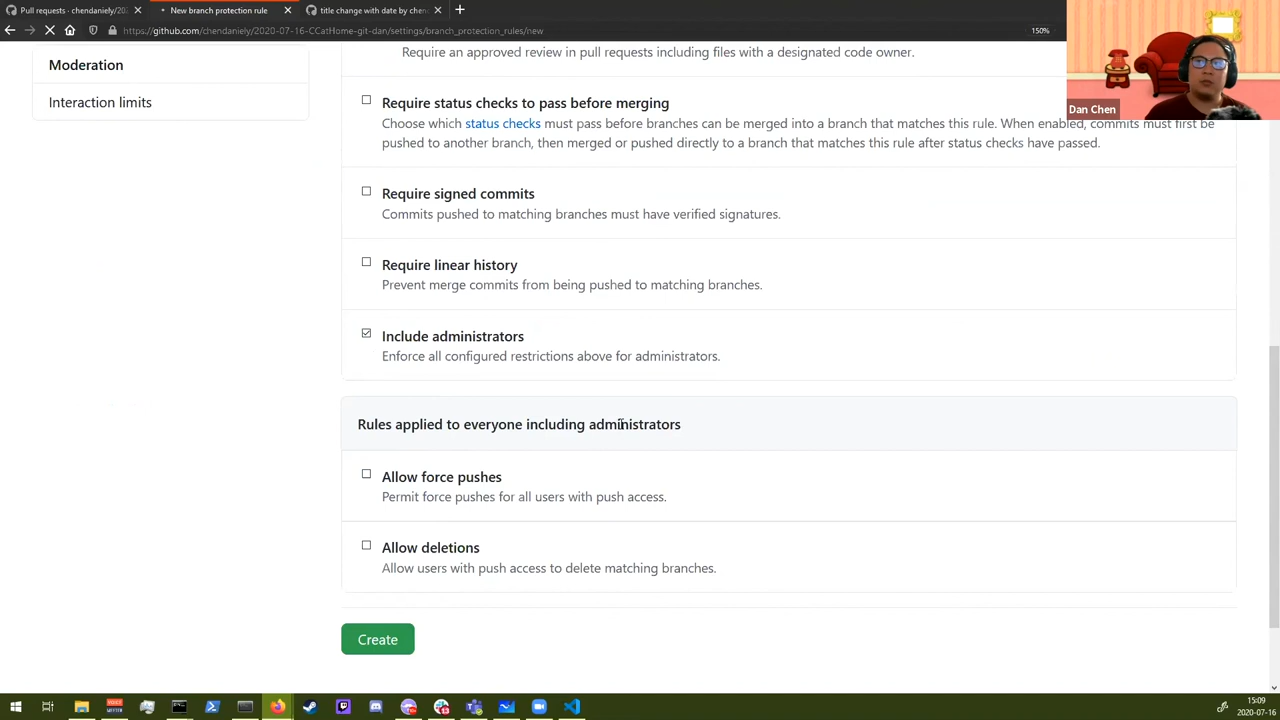 Pull requests · chendaniely/202
New branch protection rule
title change with date by chend
https://github.com/chendaniely/2020-07-16-CCatHome-git-dan/settings/branch_protection_rules/new
150%
Moderation
Interaction limits
Require an approved review in pull requests including files with a designated code owner.
Require status checks to pass before merging
Choose which status checks must pass before branches can be merged into a branch that matches this rule. When enabled, commits must first be
pushed to another branch, then merged or pushed directly to a branch that matches this rule after status checks have passed.
Require signed commits
Commits pushed to matching branches must have verified signatures.
Require linear history
Prevent merge commits from being pushed to matching branches.
Include administrators
Enforce all configured restrictions above for administrators.
Rules applied to everyone including administrators
Allow force pushes
Permit force pushes for all users with push access.
Allow deletions
Allow users with push access to delete matching branches.
Create
Dan Chen
15:09
2020-07-16